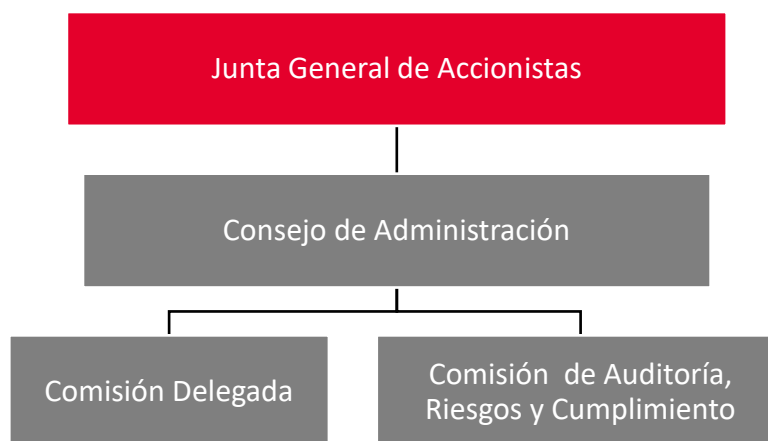 Junta General de Accionistas
Consejo de Administración
Comisión Delegada
Comisión de Auditoría,
Riesgos y Cumplimiento